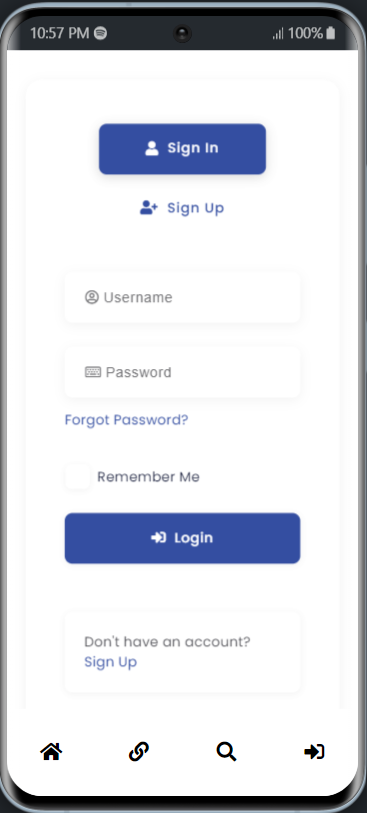 10:57 PM 100%
Sign In
Sign Up
Username
Password
Forgot Password?
Remember Me
Login
Don't have an account?
Sign Up